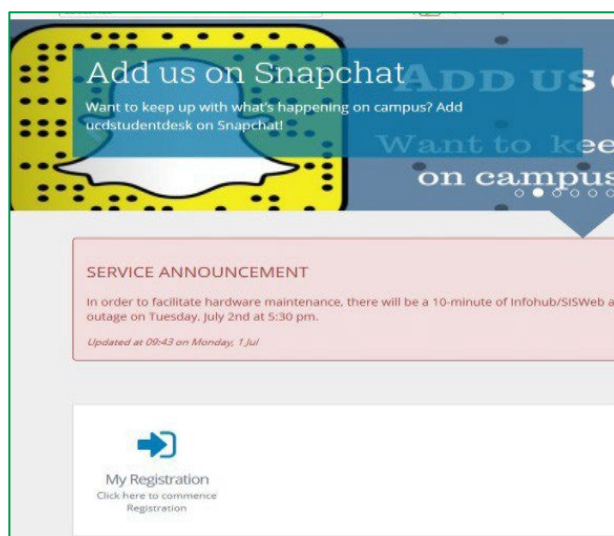 Add us on Snapchat
Want to keep up with what's happening on campus? Add
ucdstudentdesk on Snapchat!
ADD US
Want to kee
on campus
SERVICE ANNOUNCEMENT
In order to facilitate hardware maintenance, there will be a 10-minute of Infohub/SISWeb a
outage on Tuesday, July 2nd at 5:30 pm.
Updated at 09:43 on Monday, 1 Jul
My Registration
Click here to commence
Registration